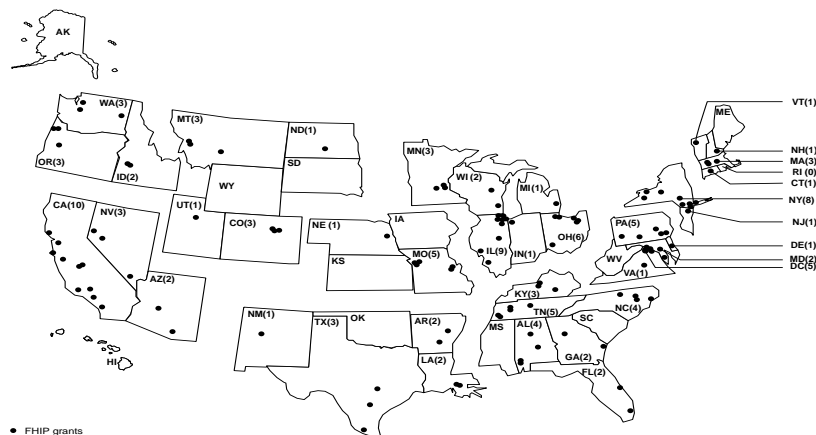 AK
WA(3)
MT(3)
ND(1)
OR(3)
ID(2)
SD
WY
MN(3)
WI(2)
MI(1)
ME
VT(1)
NH(1)
MA(3)
RI (0)
CT(1)
NY(8)
NJ(1)
PA(5)
DE(1)
MD(2)
DC(5)
CA(10)
NV(3)
UT(1)
CO(3)
NE (1)
IA
KS
MO(5)
IL(9)
IN(1)
OH(6)
WV
VA(1)
KY(3)
AZ(2)
NM(1)
TX(3)
OK
AR(2)
LA(2)
MS
TN(5)
AL(4)
NC(4)
SC
GA(2)
FL(2)
HI
FHIP grants